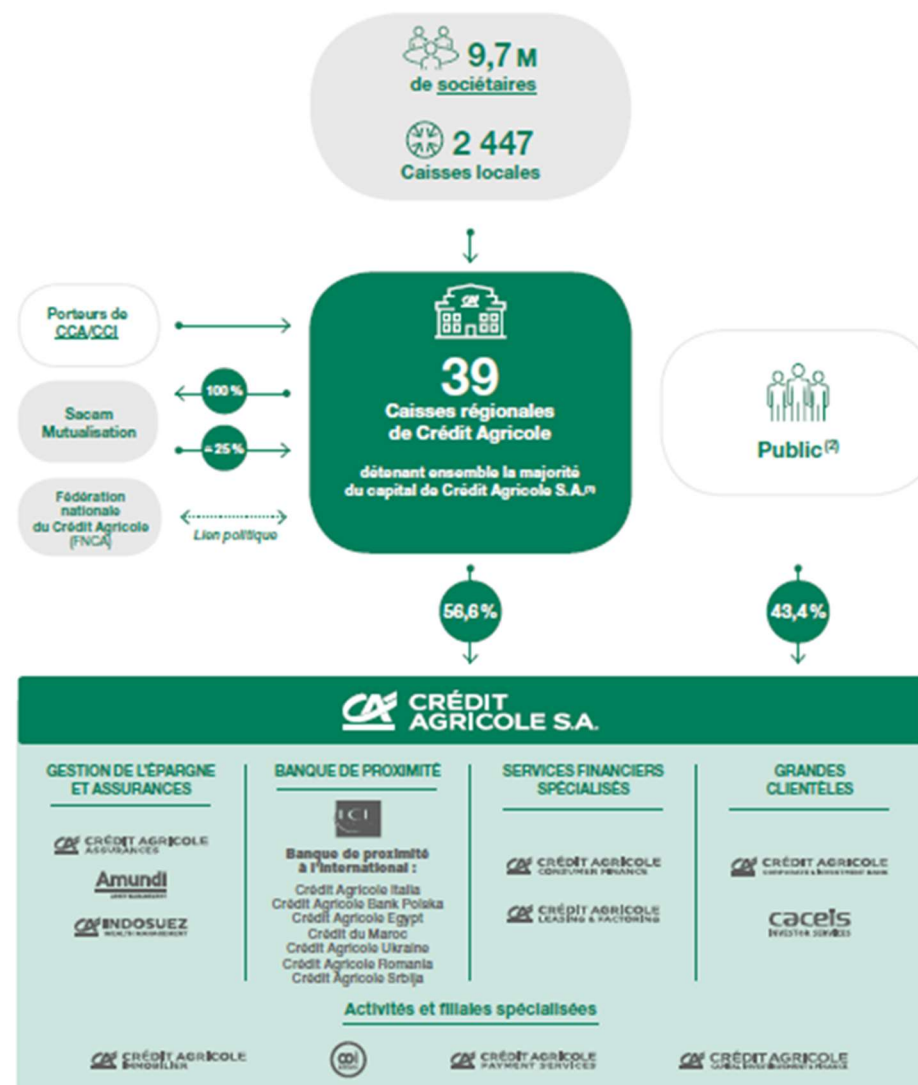 9,7 M
de sociétaires
2 447
Caisses locales
Porteurs de
CCA/CCI
100 %
Sacam
Mutualisation
= 25 %
Fédération
nationale
du Crédit Agricole
(FNCA)
Lien politique
39
Caisses régionales
de Crédit Agricole
détenant ensemble la majorité
du capital de Crédit Agricole S.A.
Public (2)
56,6 %
43,4 %
CRÉDIT
AGRICOLE S.A.
GESTION DE L'ÉPARGNE
ET ASSURANCES
CRÉDIT AGRICOLE
ASSURANCES
Amundi
INDOSUEZ
WEALTH MANAGEMENT
BANQUE DE PROXIMITÉ
Banque de proximité
à l'international :
Crédit Agricole Italia
Crédit Agricole Bank Polska
Crédit Agricole Egypt
Crédit du Maroc
Crédit Agricole Ukraine
Crédit Agricole Romania
Crédit Agricole Srbija
SERVICES FINANCIERS
SPÉCIALISÉS
CRÉDIT AGRICOLE
CONSUMER FINANCE
CRÉDIT AGRICOLE
LEASING & FACTORING
GRANDES
CLIENTÈLES
CRÉDIT AGRICOLE
CORPORATE & INVESTMENT BANK
caceis
INVESTOR SERVICES
Activités et filiales spécialisées
CRÉDIT AGRICOLE
IMMOBILIER
CRÉDIT AGRICOLE
PAYMENT SERVICES
CRÉDIT AGRICOLE